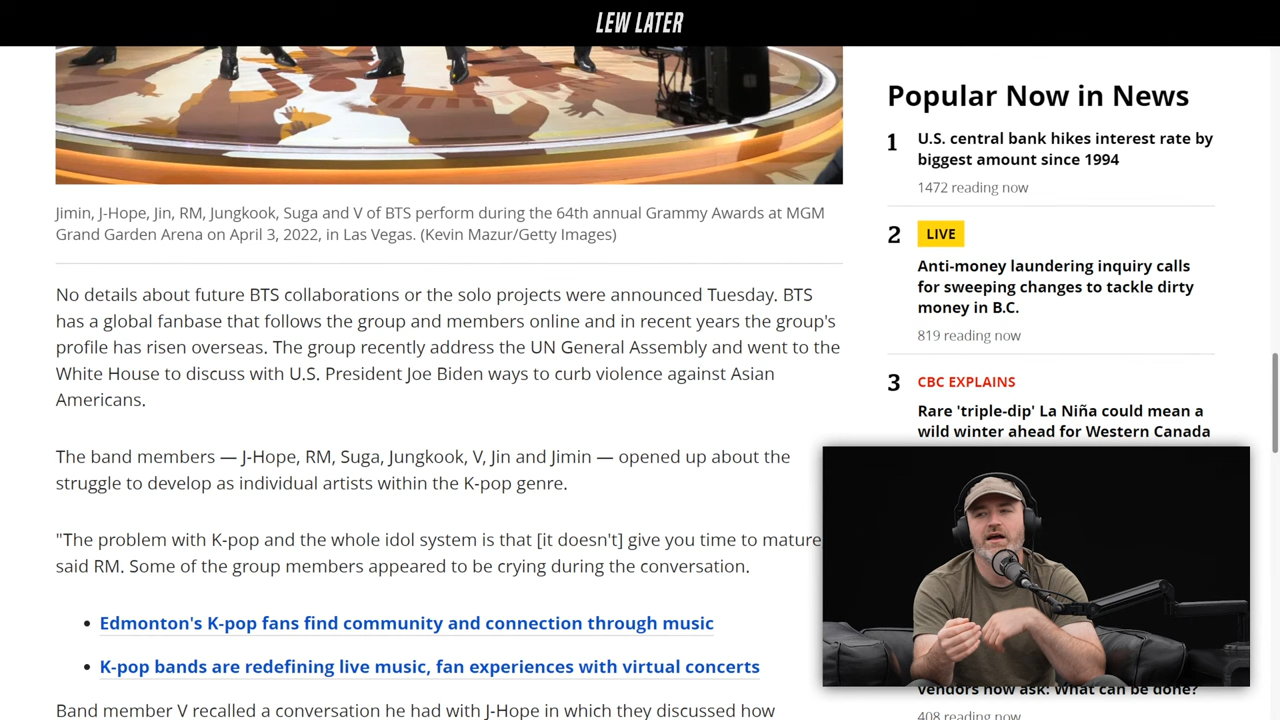 LEW LATER
Jimin, J-Hope, Jin, RM, Jungkook, Suga and V of BTS perform during the 64th annual Grammy Awards at MGM
Grand Garden Arena on April 3, 2022, in Las Vegas. (Kevin Mazur/Getty Images)
No details about future BTS collaborations or the solo projects were announced Tuesday. BTS
has a global fanbase that follows the group and members online and in recent years the group's
profile has risen overseas. The group recently address the UN General Assembly and went to the
White House to discuss with U.S. President Joe Biden ways to curb violence against Asian
Americans.
The band members — J-Hope, RM, Suga, Jungkook, V, Jin and Jimin — opened up about the
struggle to develop as individual artists within the K-pop genre.
"The problem with K-pop and the whole idol system is that [it doesn't] give you time to mature
said RM. Some of the group members appeared to be crying during the conversation.
• Edmonton's K-pop fans find community and connection through music
• K-pop bands are redefining live music, fan experiences with virtual concerts
Band member V recalled a conversation he had with J-Hope in which they discussed how
Popular Now in News
1 U.S. central bank hikes interest rate by
biggest amount since 1994
1472 reading now
2 LIVE
Anti-money laundering inquiry calls
for sweeping changes to tackle dirty
money in B.C.
819 reading now
3 CBC EXPLAINS
Rare 'triple-dip' La Niña could mean a
wild winter ahead for Western Canada
vendors now ask: What can be done?
408 reading now